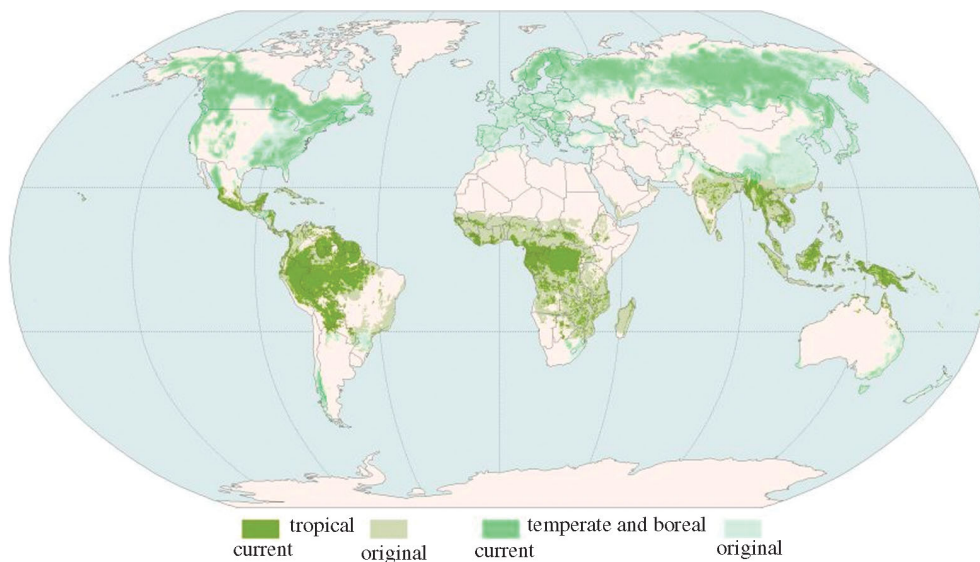 tropical
current
original
temperate and boreal
current
original